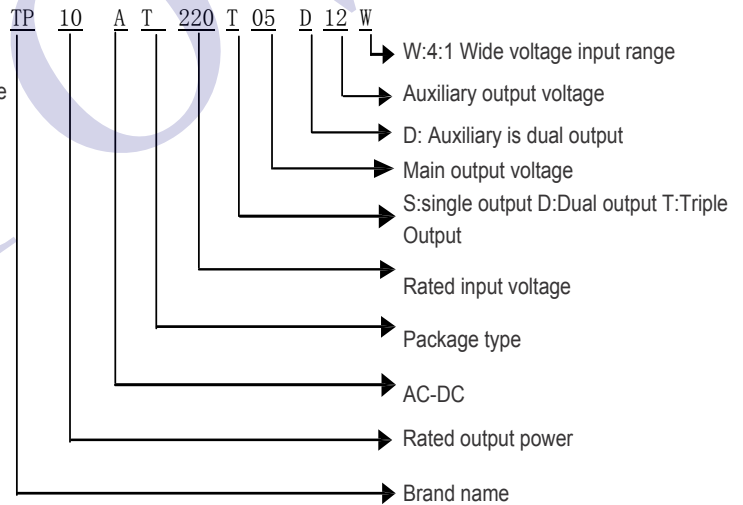 TP 10 A T 220 T 05 D 12 W
W:4:1 Wide voltage input range
e
Auxiliary output voltage
D: Auxiliary is dual output
Main output voltage
S:single output D:Dual output T:Triple
Output
Rated input voltage
Package type
AC-DC
Rated output power
Brand name